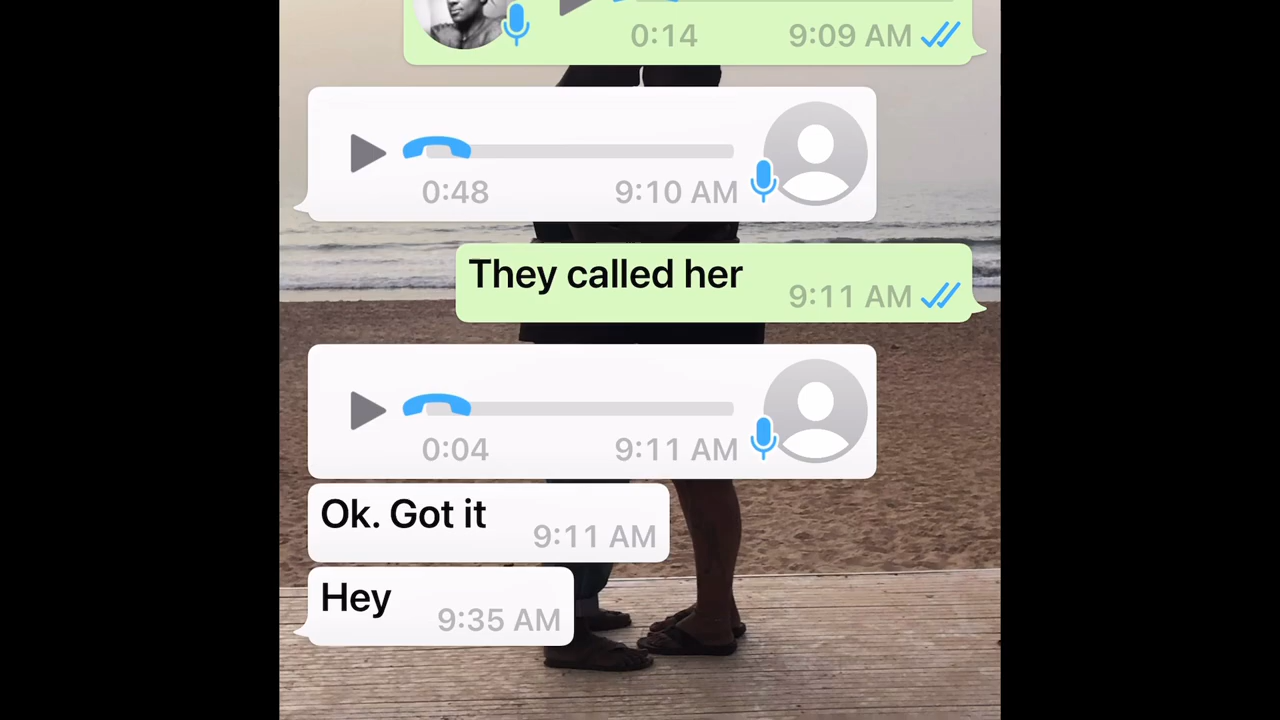 0:14 9:09 AM
0:48 9:10 AM
They called her
9:11 AM
0:04 9:11 AM
Ok. Got it
9:11 AM
Hey
9:35 AM